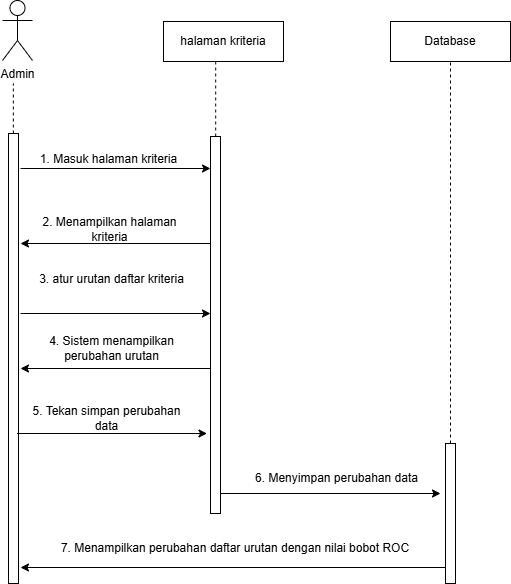 halaman kriteria
Database
Admin
1. Masuk halaman kriteria
2. Menampilkan halaman
kriteria
3. atur urutan daftar kriteria
4. Sistem menampilkan
perubahan urutan
5. Tekan simpan perubahan
data
6. Menyimpan perubahan data
7. Menampilkan perubahan daftar urutan dengan nilai bobot ROC